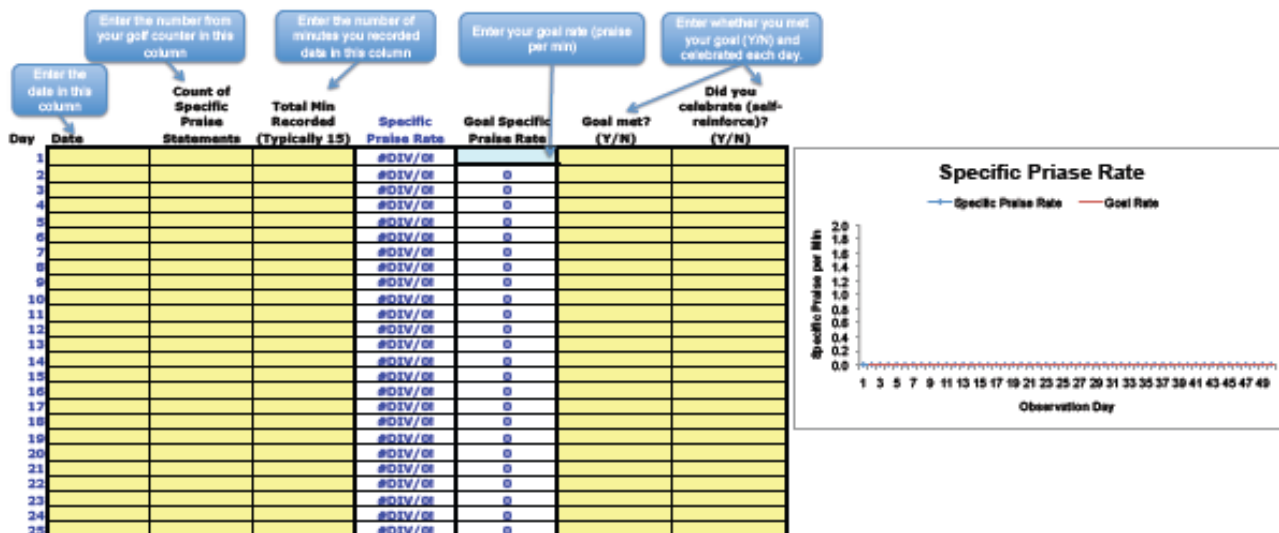 Enter the number from
your golf counter in this
column
Enter the number of
minutes you recorded
data in this column
Enter your goal rate (praise
per min)
Enter whether you met
your goal (Y/N) and
celebrated each day.
Enter the
date in this
column
Day
Date
Count of
Specific
Praise
Statements
Total Min
Recorded
(Typically 15)
Specific
Praise Rate
Goal Specific
Praise Rate
Goal met?
(Y/N)
Did you
celebrate (self-
reinforce)?
(Y/N)
1 #DIV/0!
2 #DIV/0! 0
3 #DIV/0! 0
4 #DIV/0! 0
5 #DIV/0! 0
6 #DIV/0! 0
7 #DIV/0! 0
8 #DIV/0! 0
9 #DIV/0! 0
10 #DIV/0! 0
11 #DIV/0! 0
12 #DIV/0! 0
13 #DIV/0! 0
14 #DIV/0! 0
15 #DIV/0! 0
16 #DIV/0! 0
17 #DIV/0! 0
18 #DIV/0! 0
19 #DIV/0! 0
20 #DIV/0! 0
21 #DIV/0! 0
22 #DIV/0! 0
23 #DIV/0! 0
24 #DIV/0! 0
25 #DIV/0! 0
Specific Priase Rate
Specific Praise Rate Goal Rate
Specific Praise per Min
2.0
1.8
1.6
1.4
1.2
1.0
0.8
0.6
0.4
0.2
0.0
1 3 5 7 9 11 13 15 17 19 21 23 25 27 29 31 33 35 37 39 41 43 45 47 49
Observation Day